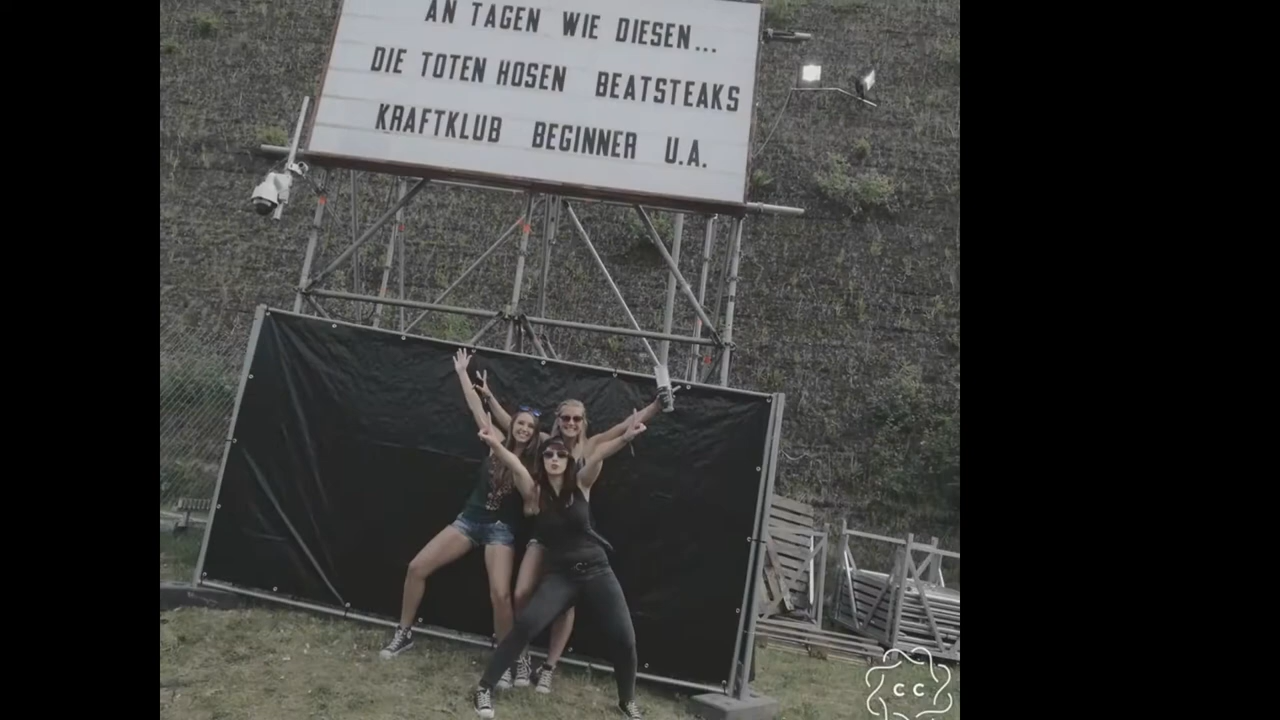 AN TAGEN WIE DIESEN...
DIE TOTEN HOSEN BEATSTEAKS
KRAFTKLUB BEGINNER U.A.
CC